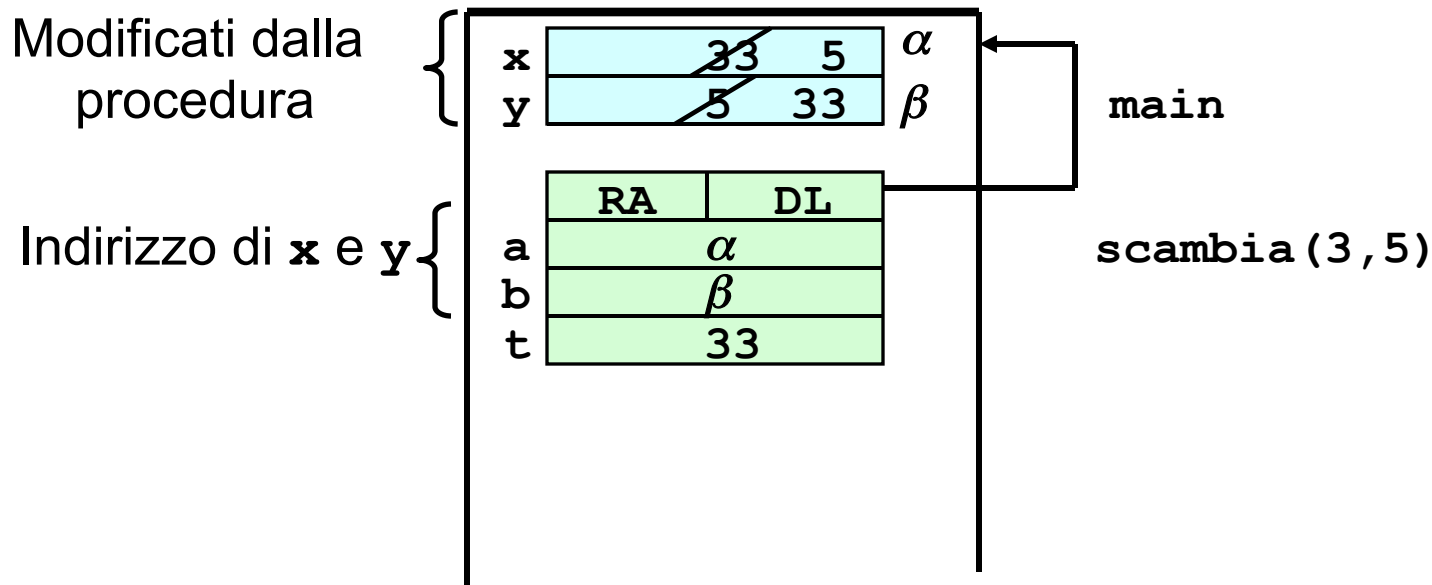 Modificati dalla
procedura
x 33 5 α
y 5 33 β
main
RA DL
Indirizzo di x e y
a α
scambia(3,5)
b β
t 33